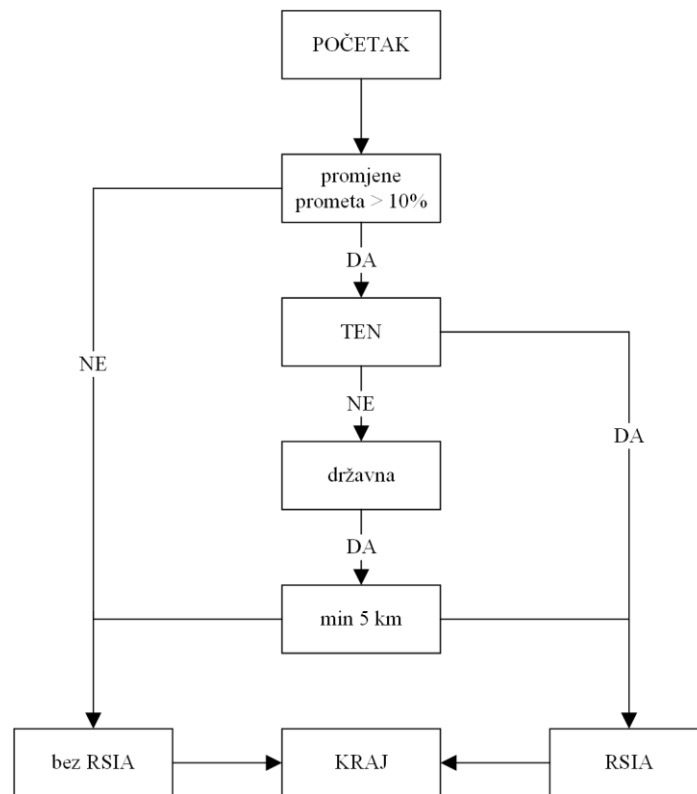 POČETAK
promjene
prometa > 10%
DA
TEN
NE
NE
DA
državna
DA
min 5 km
bez RSIA
KRAJ
RSIA